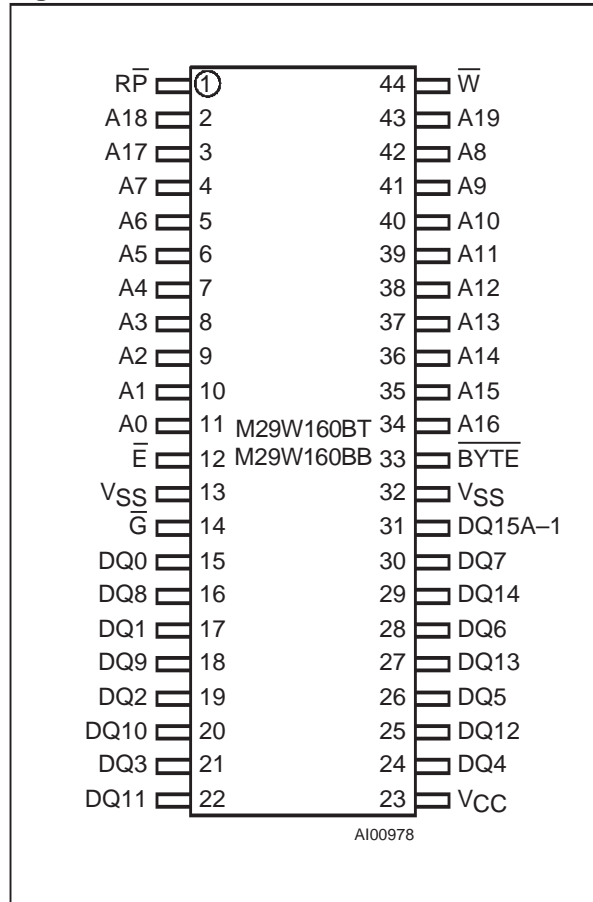 RP̅ 1 44 W̅
A18 2 43 A19
A17 3 42 A8
A7 4 41 A9
A6 5 40 A10
A5 6 39 A11
A4 7 38 A12
A3 8 37 A13
A2 9 36 A14
A1 10 35 A15
A0 11 M29W160BT 34 A16
E̅ 12 M29W160BB 33 B̅Y̅T̅E̅
VSS 13 32 VSS
G̅ 14 31 DQ15A–1
DQ0 15 30 DQ7
DQ8 16 29 DQ14
DQ1 17 28 DQ6
DQ9 18 27 DQ13
DQ2 19 26 DQ5
DQ10 20 25 DQ12
DQ3 21 24 DQ4
DQ11 22 23 VCC
AI00978